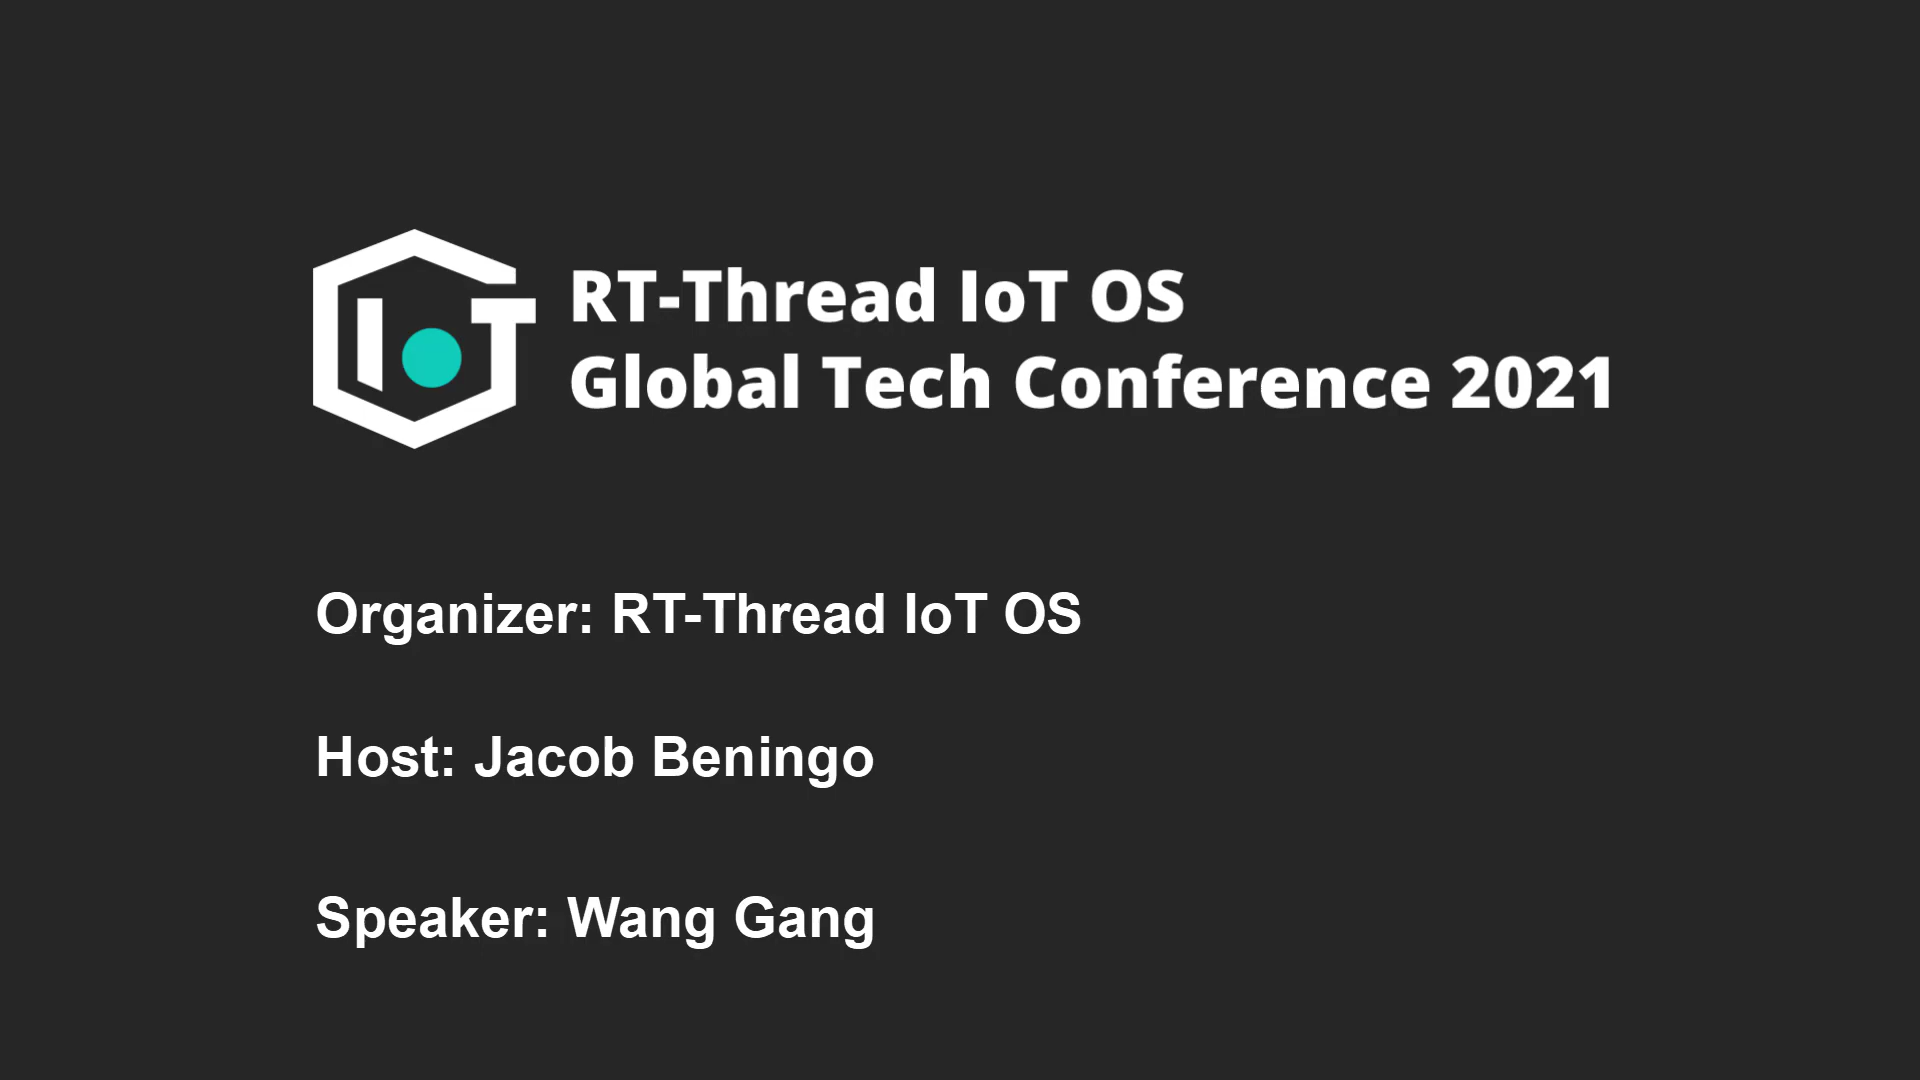 IoT
RT-Thread IoT OS
Global Tech Conference 2021
Organizer: RT-Thread IoT OS
Host: Jacob Beningo
Speaker: Wang Gang